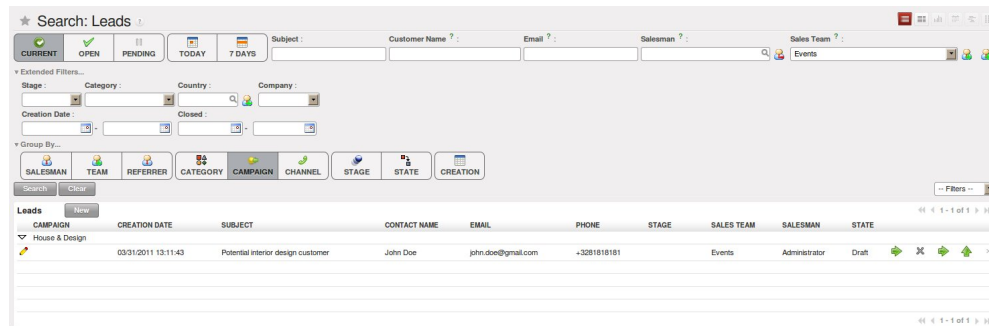 Search: Leads
CURRENT OPEN PENDING TODAY 7 DAYS
Subject : Customer Name ? : Email ? : Salesman ? : Sales Team ? :
Events
Extended Filters...
Stage : Category : Country : Company :
Creation Date : Closed :
- -
Group By...
SALESMAN TEAM REFERRER CATEGORY CAMPAIGN CHANNEL STAGE STATE CREATION
Search Clear -- Filters --
Leads New 1 - 1 of 1
CAMPAIGN CREATION DATE SUBJECT CONTACT NAME EMAIL PHONE STAGE SALES TEAM SALESMAN STATE
House & Design
03/31/2011 13:11:43 Potential interior design customer John Doe john.doe@gmail.com +3281818181 Events Administrator Draft
1 - 1 of 1